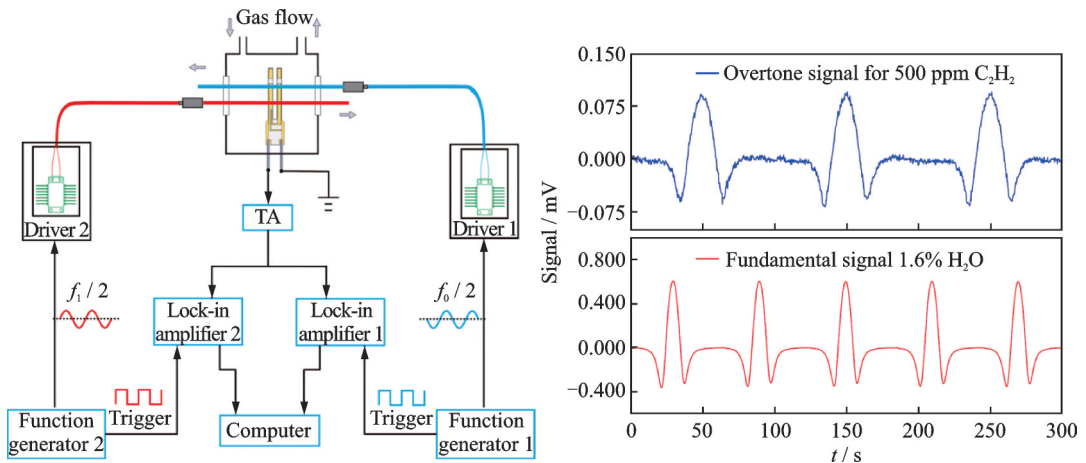 Gas flow
Driver 2
Driver 1
TA
f₁ / 2
f₀ / 2
Lock-in
amplifier 2
Lock-in
amplifier 1
Trigger
Trigger
Function
generator 2
Computer
Function
generator 1
Signal / mV
0.150
0.075
0.000
−0.075
Overtone signal for 500 ppm C₂H₂
0.800
0.400
0.000
−0.400
Fundamental signal 1.6% H₂O
0 50 100 150 200 250 300
t / s